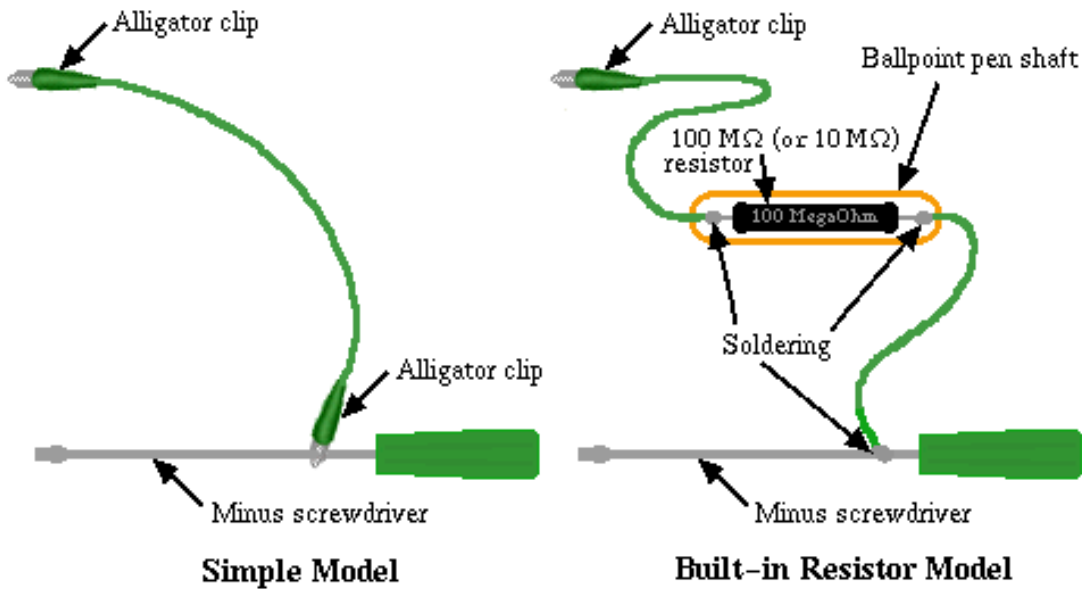 Alligator clip
Alligator clip
Minus screwdriver
Simple Model
Alligator clip
Ballpoint pen shaft
100 MΩ (or 10 MΩ)
resistor
100 MegaOhm
Soldering
Minus screwdriver
Built-in Resistor Model